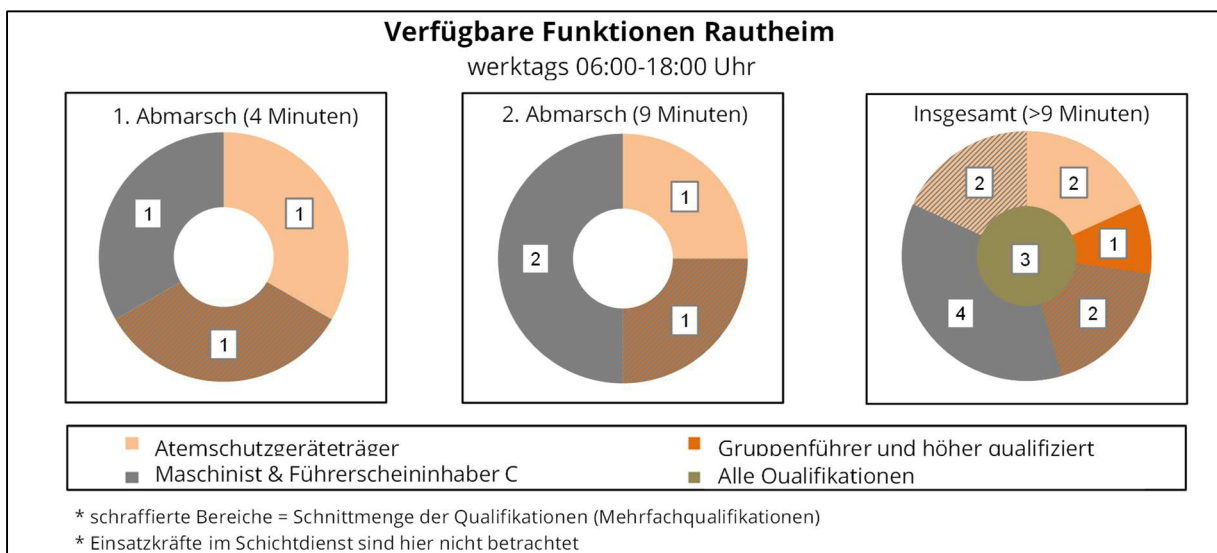 Verfügbare Funktionen Rautheim
werktags 06:00-18:00 Uhr
1. Abmarsch (4 Minuten)
1
1
1
2. Abmarsch (9 Minuten)
1
2
1
Insgesamt (>9 Minuten)
2
2
1
3
4
2
Atemschutzgeräteträger
Gruppenführer und höher qualifiziert
Maschinist & Führerscheininhaber C
Alle Qualifikationen
* schraffierte Bereiche = Schnittmenge der Qualifikationen (Mehrfachqualifikationen)
* Einsatzkräfte im Schichtdienst sind hier nicht betrachtet